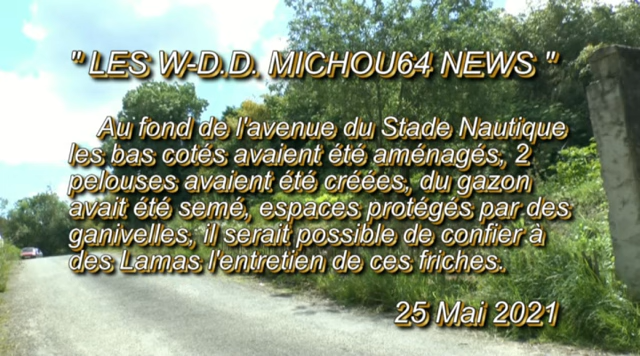 " LES W-D.D. MICHOU64 NEWS "
Au fond de l'avenue du Stade Nautique
les bas cotés avaient été aménagés, 2
pelouses avaient été créées, du gazon
avait été semé, espaces protégés par des
ganivelles, il serait possible de confier à
des Lamas l'entretien de ces friches.
25 Mai 2021